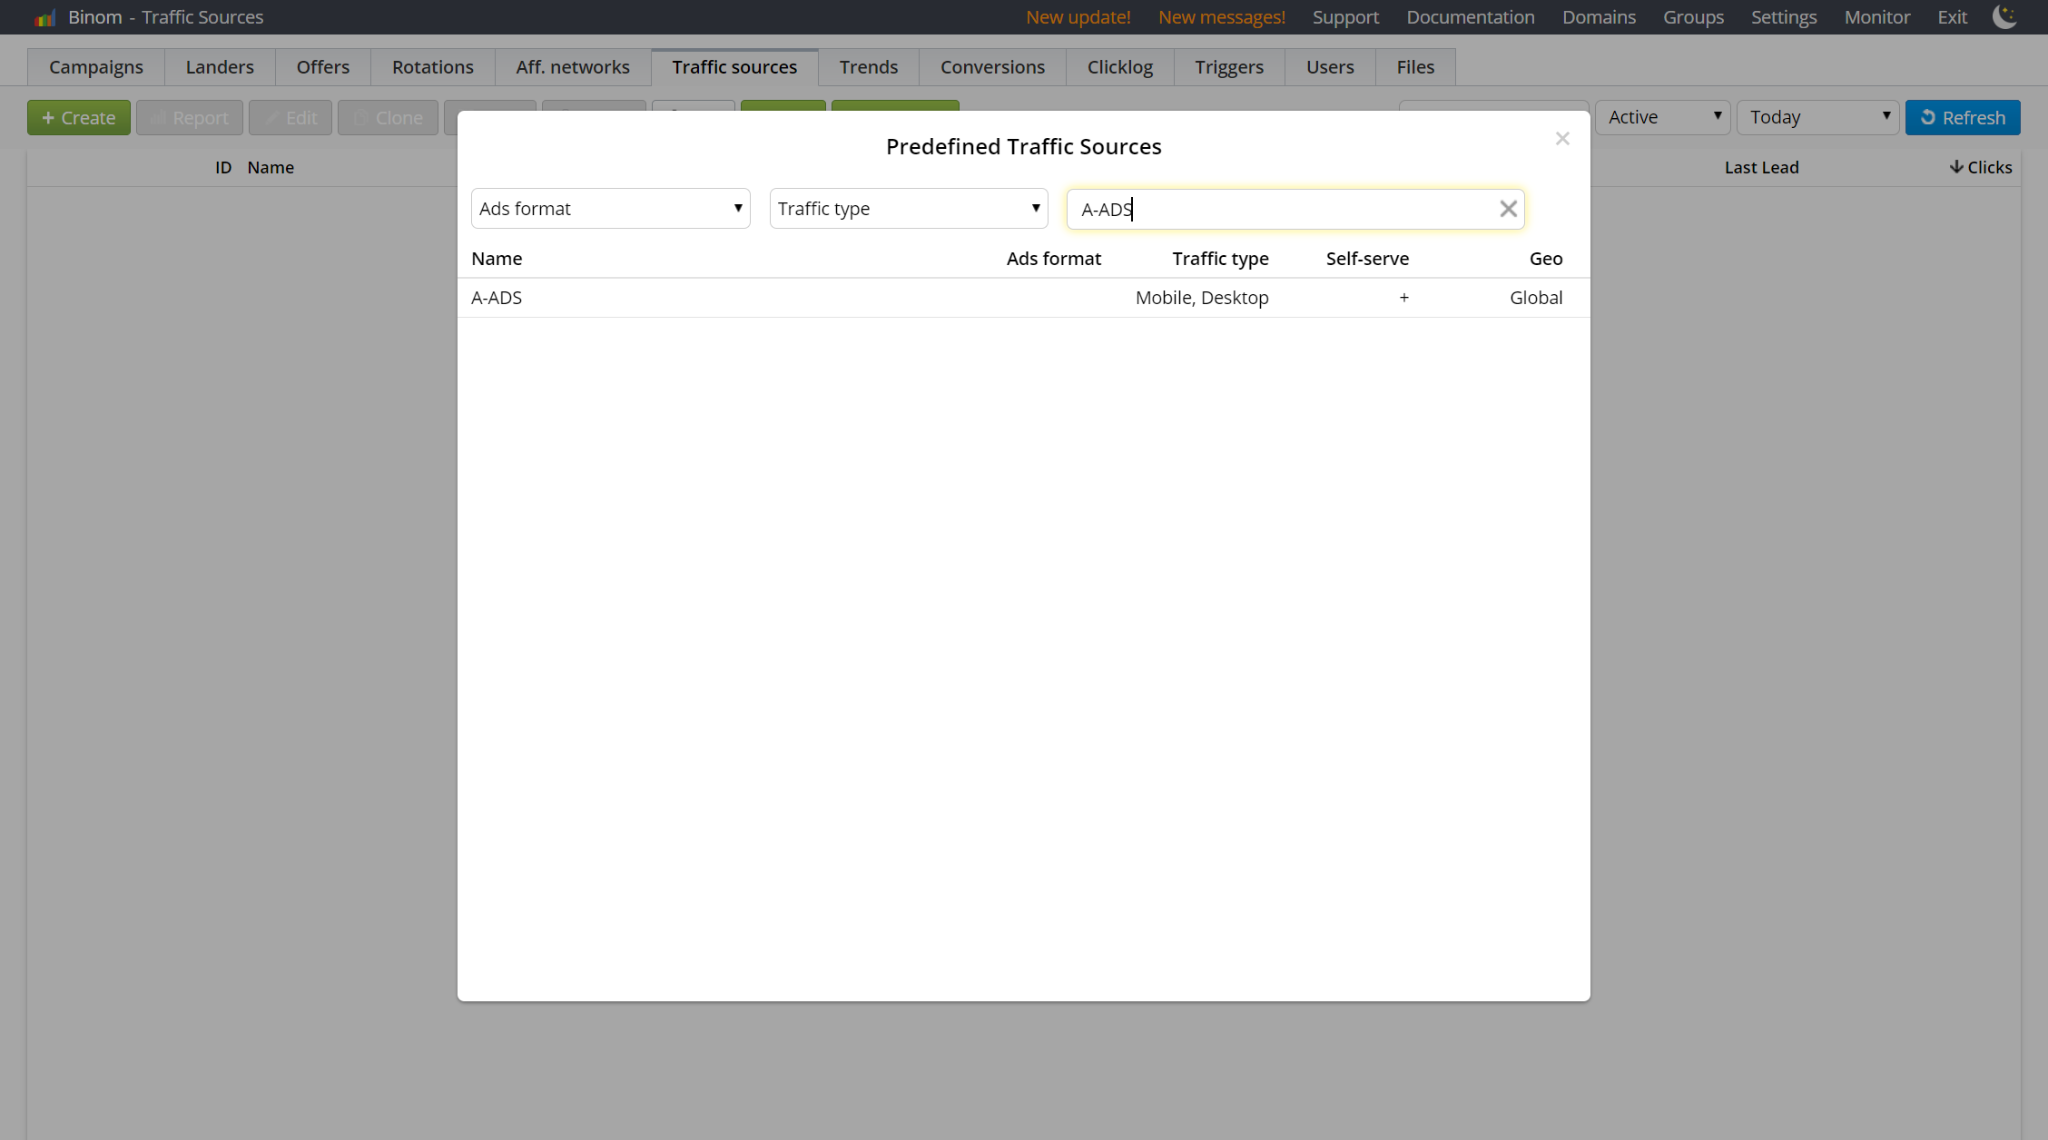 Binom - Traffic Sources New update! New messages! Support Documentation Domains Groups Settings Monitor Exit
Campaigns Landers Offers Rotations Aff. networks Traffic sources Trends Conversions Clicklog Triggers Users Files
+ Create Report Edit Clone Active Today Refresh
ID Name Last Lead Clicks
Predefined Traffic Sources
Ads format Traffic type A-ADS
Name Ads format Traffic type Self-serve Geo
A-ADS Mobile, Desktop + Global